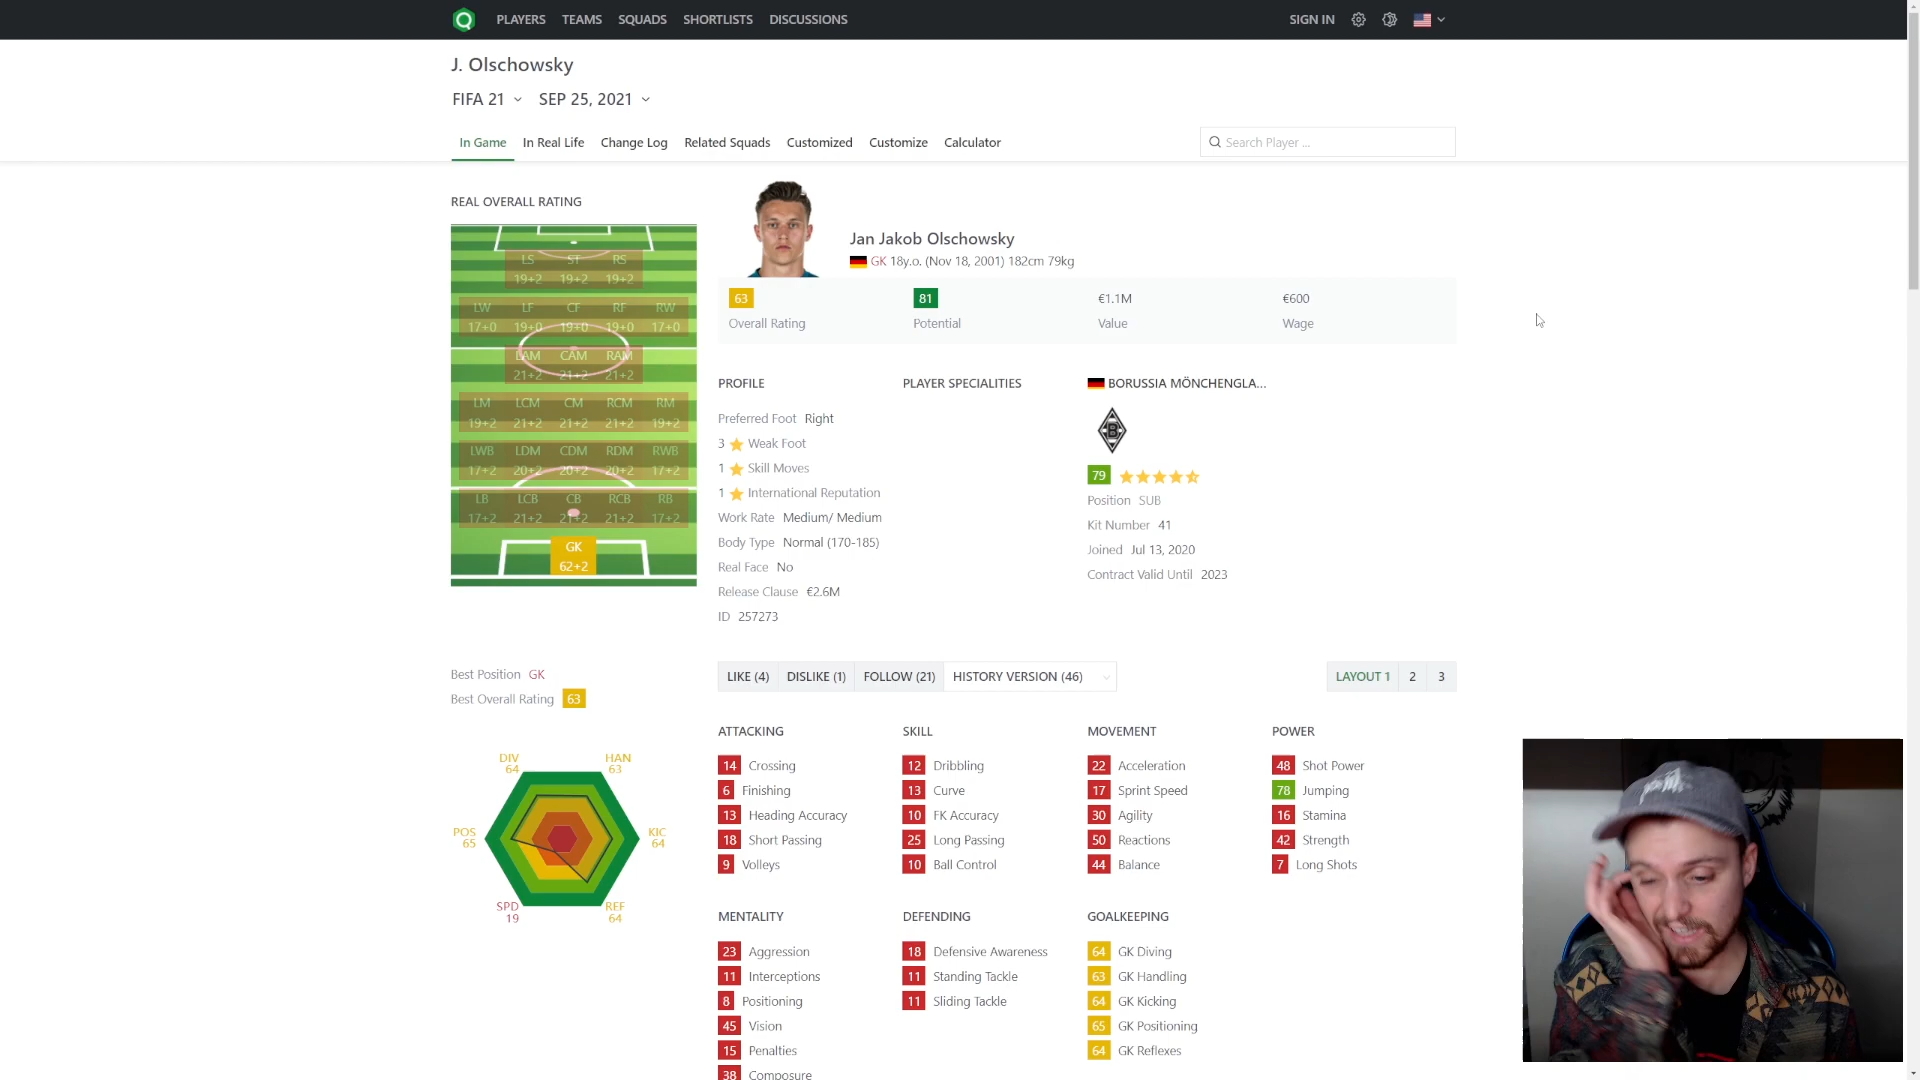 PLAYERS TEAMS SQUADS SHORTLISTS DISCUSSIONS SIGN IN
J. Olschowsky
FIFA 21 SEP 25, 2021
In Game In Real Life Change Log Related Squads Customized Customize Calculator Search Player ...
REAL OVERALL RATING
LS ST RS
19+2 19+2 19+2
LW LF CF RF RW
17+0 19+0 19+0 19+0 17+0
LAM CAM RAM
21+2 21+2 21+2
LM LCM CM RCM RM
19+2 21+2 21+2 21+2 19+2
LWB LDM CDM RDM RWB
17+2 20+2 20+2 20+2 17+2
LB LCB CB RCB RB
17+2 21+2 21+2 21+2 17+2
GK
62+2
Jan Jakob Olschowsky
GK 18y.o. (Nov 18, 2001) 182cm 79kg
63 81 €1.1M €600
Overall Rating Potential Value Wage
PROFILE
Preferred Foot Right
3 Weak Foot
1 Skill Moves
1 International Reputation
Work Rate Medium/ Medium
Body Type Normal (170-185)
Real Face No
Release Clause €2.6M
ID 257273
PLAYER SPECIALITIES
BORUSSIA MÖNCHENGLA...
B
79
Position SUB
Kit Number 41
Joined Jul 13, 2020
Contract Valid Until 2023
Best Position GK
Best Overall Rating 63
LIKE (4) DISLIKE (1) FOLLOW (21) HISTORY VERSION (46) LAYOUT 1 2 3
DIV
64
HAN
63
POS
65
KIC
64
SPD
19
REF
64
ATTACKING
14 Crossing
6 Finishing
13 Heading Accuracy
18 Short Passing
9 Volleys
SKILL
12 Dribbling
13 Curve
10 FK Accuracy
25 Long Passing
10 Ball Control
MOVEMENT
22 Acceleration
17 Sprint Speed
30 Agility
50 Reactions
44 Balance
POWER
48 Shot Power
78 Jumping
16 Stamina
42 Strength
7 Long Shots
MENTALITY
23 Aggression
11 Interceptions
8 Positioning
45 Vision
15 Penalties
38 Composure
DEFENDING
18 Defensive Awareness
11 Standing Tackle
11 Sliding Tackle
GOALKEEPING
64 GK Diving
63 GK Handling
64 GK Kicking
65 GK Positioning
64 GK Reflexes